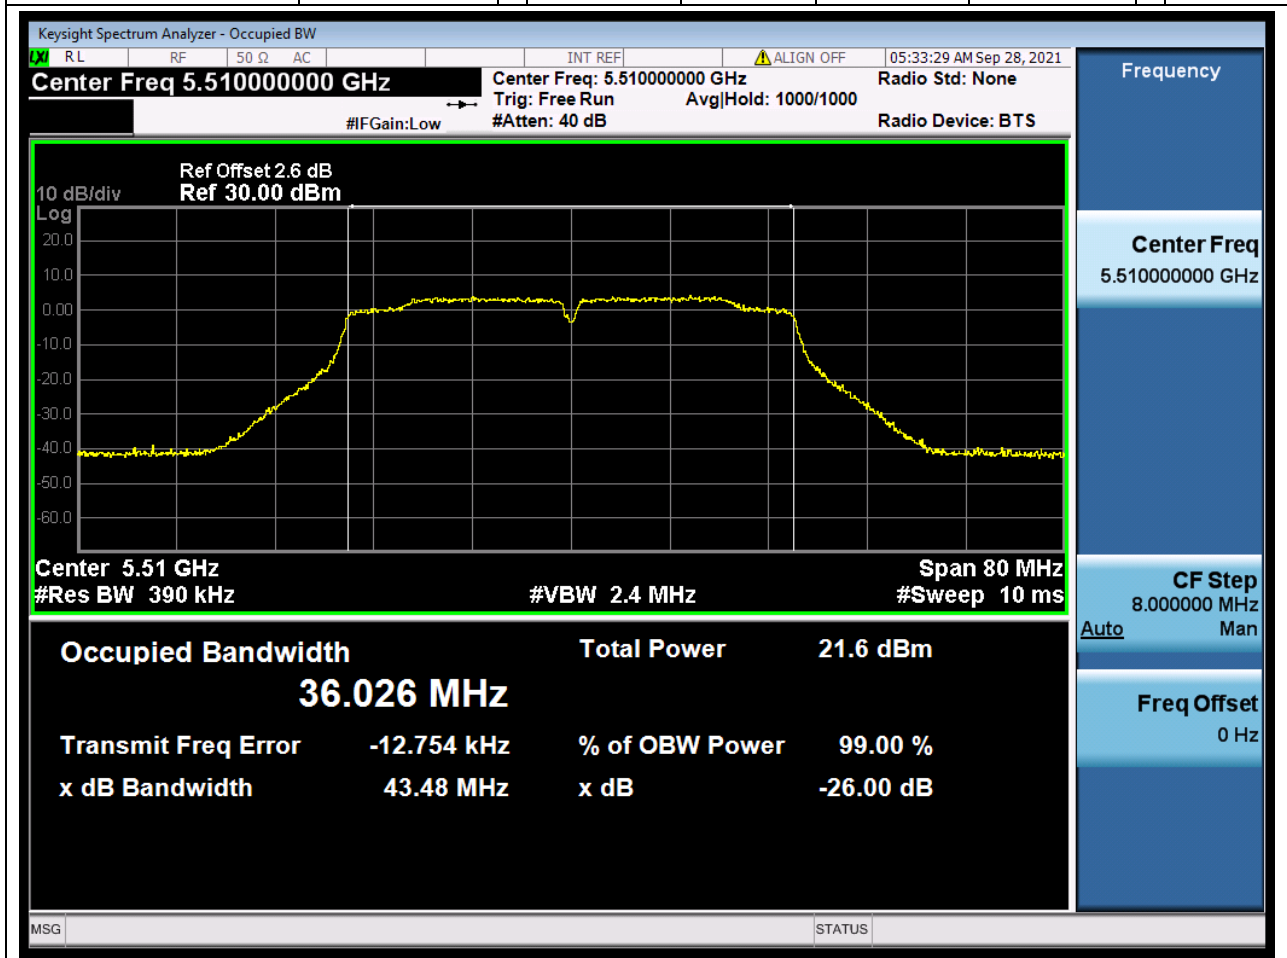 Keysight Spectrum Analyzer - Occupied BW
LXI RL RF 50 Ω AC INT REF ALIGN OFF 05:33:29 AM Sep 28, 2021
Center Freq 5.510000000 GHz
Center Freq: 5.510000000 GHz Radio Std: None
Trig: Free Run Avg|Hold: 1000/1000
#IFGain:Low #Atten: 40 dB Radio Device: BTS
Ref Offset 2.6 dB
10 dB/div Ref 30.00 dBm
Log
20.0
10.0
0.00
-10.0
-20.0
-30.0
-40.0
-50.0
-60.0
Center 5.51 GHz Span 80 MHz
#Res BW 390 kHz #VBW 2.4 MHz #Sweep 10 ms
Occupied Bandwidth Total Power 21.6 dBm
36.026 MHz
Transmit Freq Error -12.754 kHz % of OBW Power 99.00 %
x dB Bandwidth 43.48 MHz x dB -26.00 dB
Frequency
Center Freq
5.510000000 GHz
CF Step
8.000000 MHz
Auto Man
Freq Offset
0 Hz
MSG STATUS